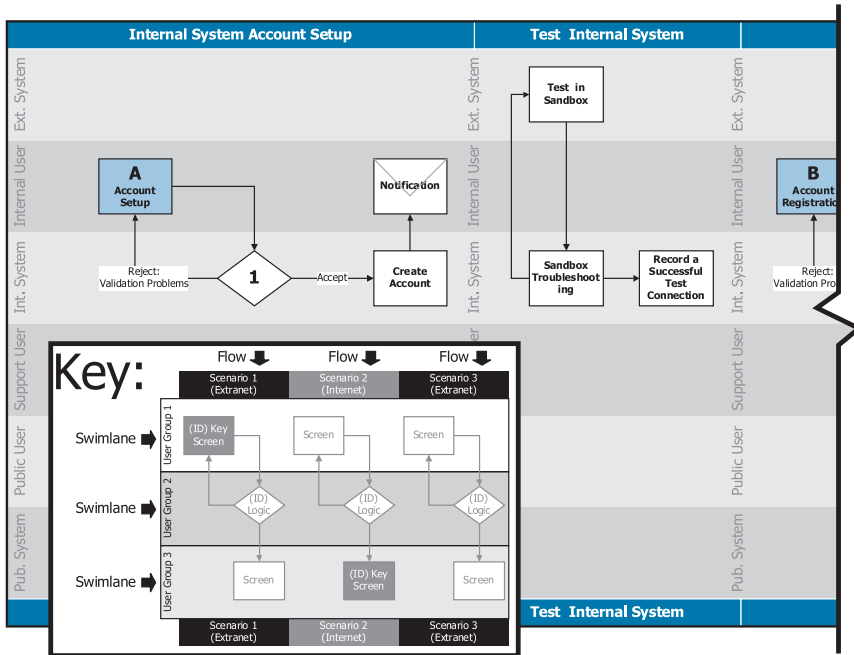 Internal System Account Setup
Test Internal System
Ext. System
Ext. System
Ext. System
Test in
Sandbox
Internal User
A
Account
Setup
Notification
Internal User
Internal User
B
Account
Int. System
Reject:
Validation Problems
1
Accept
Create
Account
Int. System
Sandbox
Troubleshoot
ing
Record a
Successful
Test
Connection
Int. System
Reject:
Support User
Support User
Public User
Public User
Pub. System
Pub. System
Key:
Flow
Flow
Flow
Scenario 1
(Extranet)
Scenario 2
(Internet)
Scenario 3
(Extranet)
Swimlane
User Group 1
(ID) Key
Screen
Screen
Screen
Swimlane
User Group 2
(ID)
Logic
(ID)
Logic
(ID)
Logic
Swimlane
User Group 3
Screen
(ID) Key
Screen
Screen
Scenario 1
(Extranet)
Scenario 2
(Internet)
Scenario 3
(Extranet)
Test Internal System